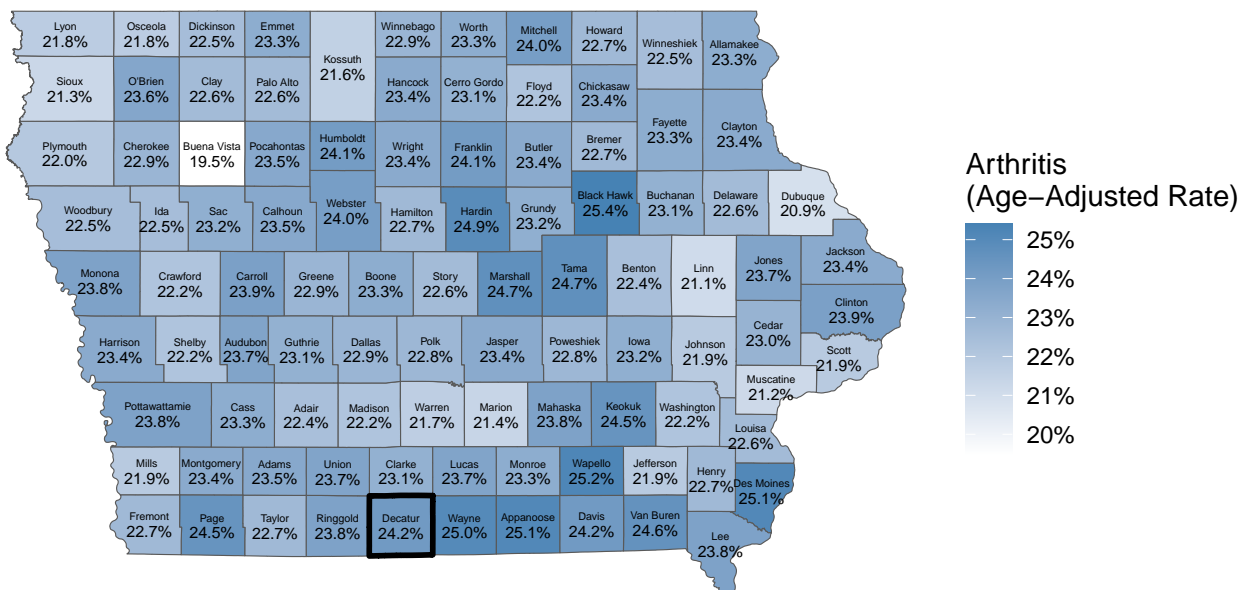 Lyon
21.8%
Osceola
21.8%
Dickinson
22.5%
Emmet
23.3%
Kossuth
21.6%
Winnebago
22.9%
Worth
23.3%
Mitchell
24.0%
Howard
22.7%
Winneshiek
22.5%
Allamakee
23.3%
Sioux
21.3%
O'Brien
23.6%
Clay
22.6%
Palo Alto
22.6%
Hancock
23.4%
Cerro Gordo
23.1%
Floyd
22.2%
Chickasaw
23.4%
Fayette
23.3%
Clayton
23.4%
Plymouth
22.0%
Cherokee
22.9%
Buena Vista
19.5%
Pocahontas
23.5%
Humboldt
24.1%
Wright
23.4%
Franklin
24.1%
Butler
23.4%
Bremer
22.7%
Woodbury
22.5%
Ida
22.5%
Sac
23.2%
Calhoun
23.5%
Webster
24.0%
Hamilton
22.7%
Hardin
24.9%
Grundy
23.2%
Black Hawk
25.4%
Buchanan
23.1%
Delaware
22.6%
Dubuque
20.9%
Monona
23.8%
Crawford
22.2%
Carroll
23.9%
Greene
22.9%
Boone
23.3%
Story
22.6%
Marshall
24.7%
Tama
24.7%
Benton
22.4%
Linn
21.1%
Jones
23.7%
Jackson
23.4%
Clinton
23.9%
Harrison
23.4%
Shelby
22.2%
Audubon
23.7%
Guthrie
23.1%
Dallas
22.9%
Polk
22.8%
Jasper
23.4%
Poweshiek
22.8%
Iowa
23.2%
Johnson
21.9%
Cedar
23.0%
Scott
21.9%
Muscatine
21.2%
Pottawattamie
23.8%
Cass
23.3%
Adair
22.4%
Madison
22.2%
Warren
21.7%
Marion
21.4%
Mahaska
23.8%
Keokuk
24.5%
Washington
22.2%
Louisa
22.6%
Mills
21.9%
Montgomery
23.4%
Adams
23.5%
Union
23.7%
Clarke
23.1%
Lucas
23.7%
Monroe
23.3%
Wapello
25.2%
Jefferson
21.9%
Henry
22.7%
Des Moines
25.1%
Fremont
22.7%
Page
24.5%
Taylor
22.7%
Ringgold
23.8%
Decatur
24.2%
Wayne
25.0%
Appanoose
25.1%
Davis
24.2%
Van Buren
24.6%
Lee
23.8%
Arthritis
(Age−Adjusted Rate)
25%
24%
23%
22%
21%
20%